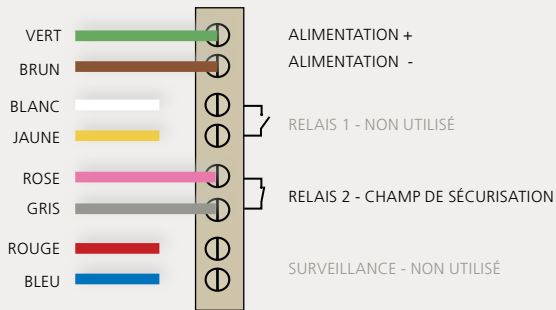 VERT ALIMENTATION +
BRUN ALIMENTATION -
BLANC
RELAIS 1 - NON UTILISÉ
JAUNE
ROSE
RELAIS 2 - CHAMP DE SÉCURISATION
GRIS
ROUGE
SURVEILLANCE - NON UTILISÉ
BLEU